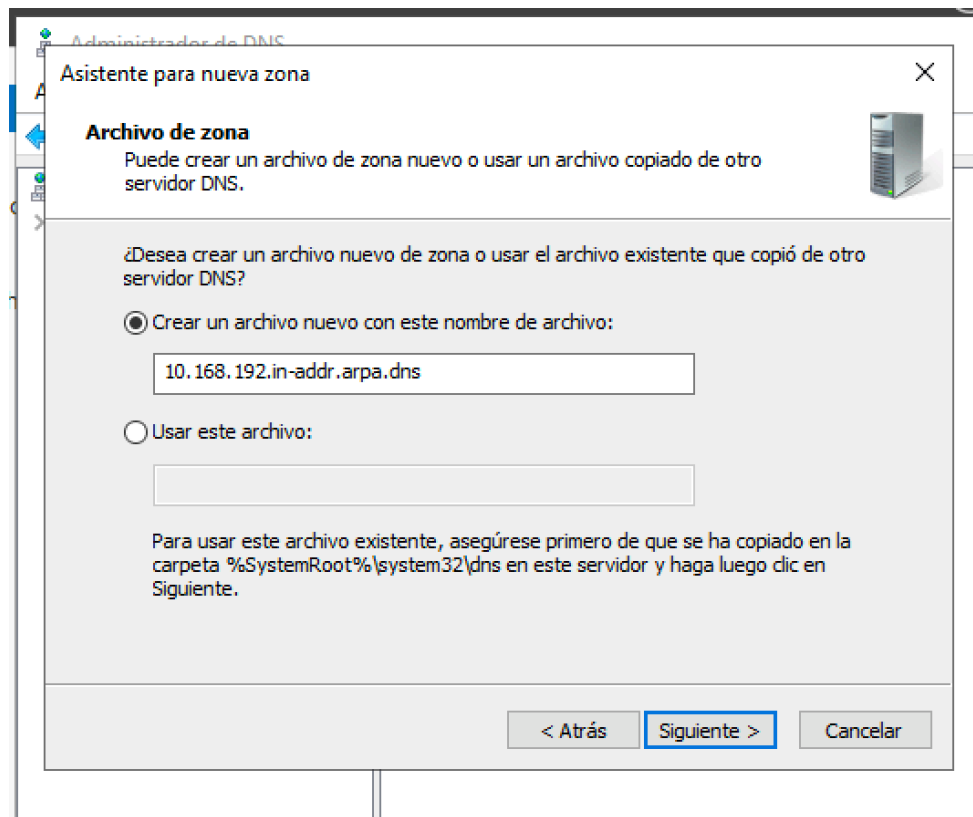 Administrador de DNS
Asistente para nueva zona
Archivo de zona
Puede crear un archivo de zona nuevo o usar un archivo copiado de otro
servidor DNS.
¿Desea crear un archivo nuevo de zona o usar el archivo existente que copió de otro
servidor DNS?
Crear un archivo nuevo con este nombre de archivo:
10.168.192.in-addr.arpa.dns
Usar este archivo:
Para usar este archivo existente, asegúrese primero de que se ha copiado en la
carpeta %SystemRoot%\system32\dns en este servidor y haga luego clic en
Siguiente.
< Atrás
Siguiente >
Cancelar